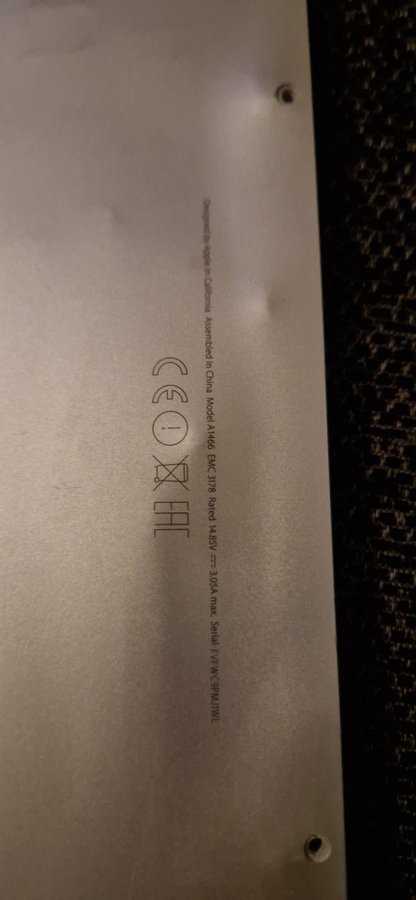 Designed by Apple in California Assembled in China Model A1466 EMC 3178 Rated 14.85V ⎓ 3.05A max. Serial FVFWC9PMJ1WL
CE EAC